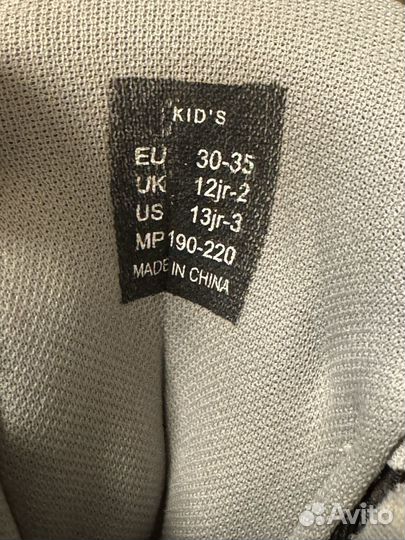 KID'S
EU 30-35
UK 12jr-2
US 13jr-3
MP 190-220
MADE IN CHINA
Avito